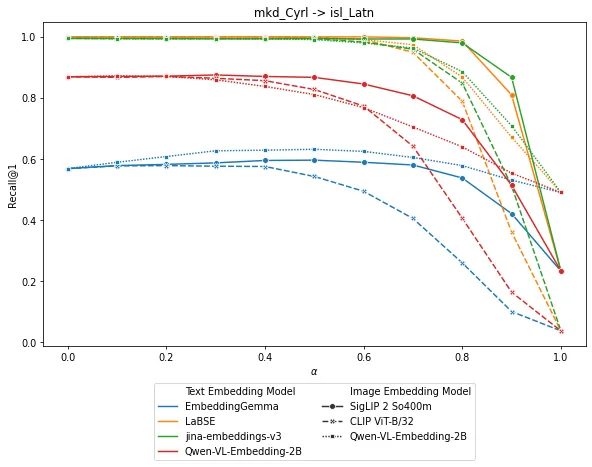 mkd_Cyrl -> isl_Latn
Recall@1
1.0
0.8
0.6
0.4
0.2
0.0
0.0 0.2 0.4 0.6 0.8 1.0
α
Text Embedding Model Image Embedding Model
EmbeddingGemma SigLIP 2 So400m
LaBSE CLIP ViT-B/32
jina-embeddings-v3 Qwen-VL-Embedding-2B
Qwen-VL-Embedding-2B